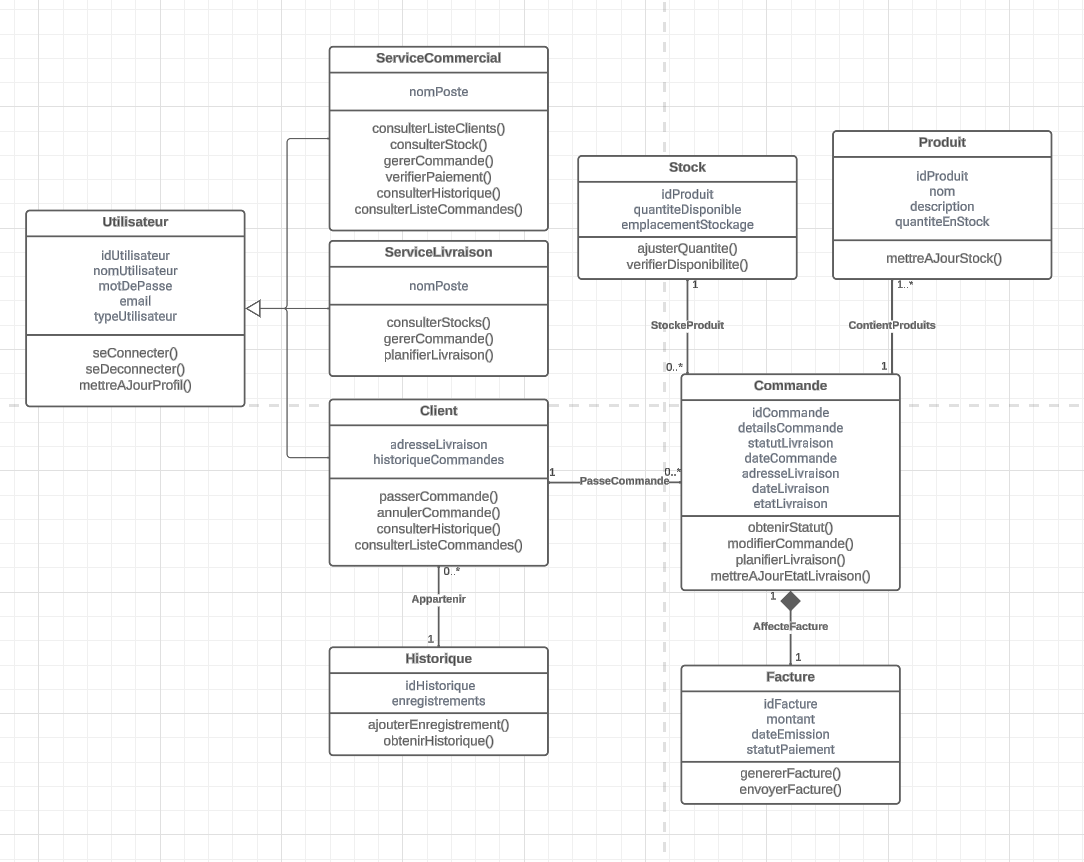 ServiceCommercial
nomPoste
consulterListeClients()
consulterStock()
gererCommande()
verifierPaiement()
consulterHistorique()
consulterListeCommandes()
Utilisateur
idUtilisateur
nomUtilisateur
motDePasse
email
typeUtilisateur
seConnecter()
seDeconnecter()
mettreAJourProfil()
ServiceLivraison
nomPoste
consulterStocks()
gererCommande()
planifierLivraison()
Stock
idProduit
quantiteDisponible
emplacementStockage
ajusterQuantite()
verifierDisponibilite()
Produit
idProduit
nom
description
quantiteEnStock
mettreAJourStock()
1
StockeProduit
0..*
1..*
ContientProduits
1
Client
adresseLivraison
historiqueCommandes
passerCommande()
annulerCommande()
consulterHistorique()
consulterListeCommandes()
1
PasseCommande
0..*
Commande
idCommande
detailsCommande
statutLivraison
dateCommande
adresseLivraison
dateLivraison
etatLivraison
obtenirStatut()
modifierCommande()
planifierLivraison()
mettreAJourEtatLivraison()
0..*
Appartenir
1
Historique
idHistorique
enregistrements
ajouterEnregistrement()
obtenirHistorique()
1
AffecteFacture
1
Facture
idFacture
montant
dateEmission
statutPaiement
genererFacture()
envoyerFacture()